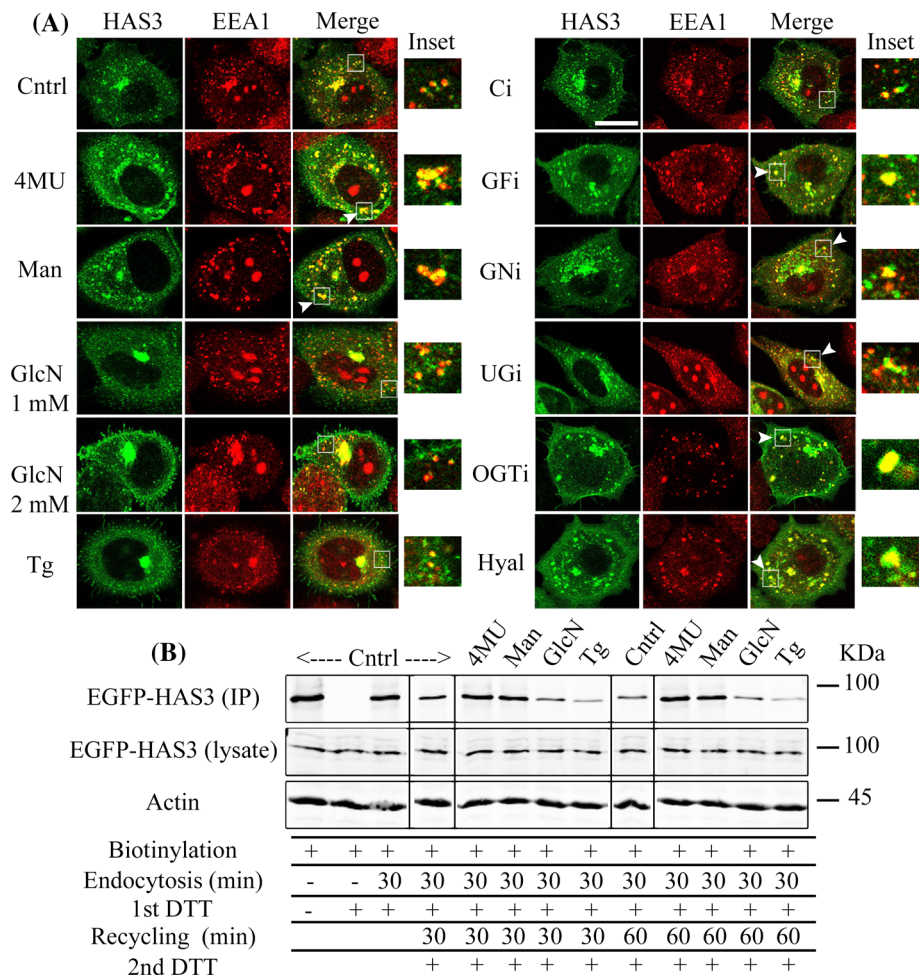 (A) HAS3 EEA1 Merge Inset HAS3 EEA1 Merge Inset
Cntrl Ci
4MU GFi
Man GNi
GlcN 1 mM UGi
GlcN 2 mM OGTi
Tg Hyal
(B) <---- Cntrl ----> 4MU Man GlcN Tg Cntrl 4MU Man GlcN Tg KDa
EGFP-HAS3 (IP) 100
EGFP-HAS3 (lysate) 100
Actin 45
Biotinylation + + + + + + + + + + + + +
Endocytosis (min) - - 30 30 30 30 30 30 30 30 30 30 30
1st DTT - + + + + + + + + + + + +
Recycling (min) 30 30 30 30 30 60 60 60 60 60
2nd DTT + + + + + + + + + +